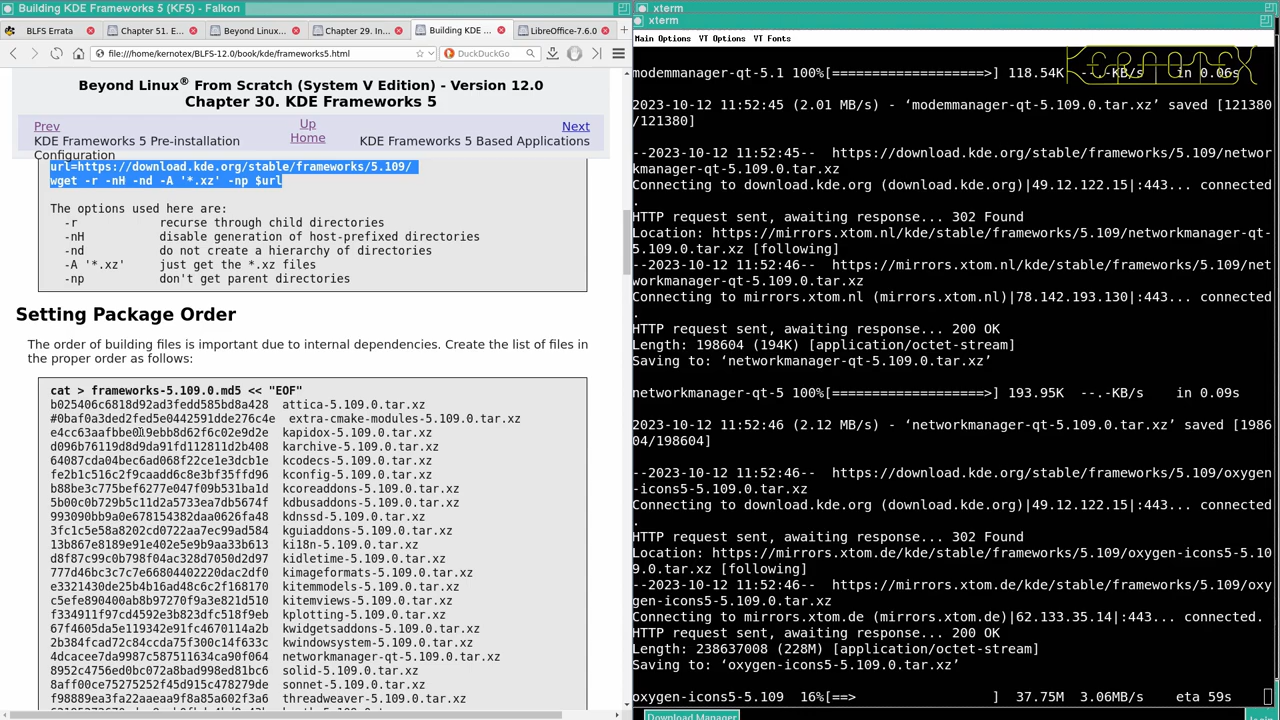 Building KDE Frameworks 5 (KF5) - Falkon
BLFS Errata
Chapter 51. E...
Beyond Linux...
Chapter 29. In...
Building KDE ...
LibreOffice-7.6.0
file:///home/kernotex/BLFS-12.0/book/kde/frameworks5.html
DuckDuckGo
Beyond Linux® From Scratch (System V Edition) - Version 12.0
Chapter 30. KDE Frameworks 5
Prev
Up
Next
KDE Frameworks 5 Pre-installation Configuration
Home
KDE Frameworks 5 Based Applications
url=https://download.kde.org/stable/frameworks/5.109/
wget -r -nH -nd -A '*.xz' -np $url
The options used here are:
-r recurse through child directories
-nH disable generation of host-prefixed directories
-nd do not create a hierarchy of directories
-A '*.xz' just get the *.xz files
-np don't get parent directories
Setting Package Order
The order of building files is important due to internal dependencies. Create the list of files in
the proper order as follows:
cat > frameworks-5.109.0.md5 << "EOF"
b025406c6818d92ad3fedd585bd8a428 attica-5.109.0.tar.xz
#0baf0a3ded2fde5e0442591dde276c4e extra-cmake-modules-5.109.0.tar.xz
kapidox-5.109.0.tar.xz
d096b76119d8d9da91fd112811d2b408 karchive-5.109.0.tar.xz
64087cda04bec6ad068f22ce1e3dcb1e kcodecs-5.109.0.tar.xz
fe2b1c1516c2f9caadd6c8e3bf35ffd96 kconfig-5.109.0.tar.xz
b88be3c775bef6277e047f09b531ba1d kcoreaddons-5.109.0.tar.xz
5b00c0b729b5c11d2a5733ea7db5674f kdbusaddons-5.109.0.tar.xz
993090bb9a0e678154382daa0626fa48 kdnssd-5.109.0.tar.xz
3fc1c5e58a8202cd0722aa7ec99ad584 kguiaddons-5.109.0.tar.xz
13b867e8189e91e402e5e9b9aa33b613 ki18n-5.109.0.tar.xz
d8f87c99c0b798f04ac328d7050d2d97 kidletime-5.109.0.tar.xz
777d46bc3c7c7e66804402220dac2df0 kimageformats-5.109.0.tar.xz
e3321430de25b4b16ad48c6c2f168170 kitemmodels-5.109.0.tar.xz
c5efe890400ab8b97270f9a3e821d510 kitemviews-5.109.0.tar.xz
f334911f97cd4592e3b823dfc518f9eb kplotting-5.109.0.tar.xz
67f4605da5e119342e91fc4670114a2b kwidgetsaddons-5.109.0.tar.xz
2b384fcad72c84ccda75f300c14f633c kwindowsystem-5.109.0.tar.xz
4dcacee7da9987c587511634ca90f064 networkmanager-qt-5.109.0.tar.xz
8952c4756ed0bc072a8bad998ed81bc6 solid-5.109.0.tar.xz
8aff00ce75272252f45d915c478279de sonnet-5.109.0.tar.xz
f98889ea3fa22aaeaa9f8a85a602f3a6 threadweaver-5.109.0.tar.xz
xterm
xterm
Main Options VT Options VT Fonts
KERNOTEX
modemmanager-qt-5.1 100%[===================>] 118.54K --.-KB/s in 0.06s
2023-10-12 11:52:45 (2.01 MB/s) - ‘modemmanager-qt-5.109.0.tar.xz’ saved [121380
/121380]
--2023-10-12 11:52:45-- https://download.kde.org/stable/frameworks/5.109/networ
kmanager-qt-5.109.0.tar.xz
Connecting to download.kde.org (download.kde.org)|49.12.122.15|:443... connected
.
HTTP request sent, awaiting response... 302 Found
Location: https://mirrors.xtom.nl/kde/stable/frameworks/5.109/networkmanager-qt-
5.109.0.tar.xz [following]
--2023-10-12 11:52:46-- https://mirrors.xtom.nl/kde/stable/frameworks/5.109/net
workmanager-qt-5.109.0.tar.xz
Connecting to mirrors.xtom.nl (mirrors.xtom.nl)|78.142.193.130|:443... connected
.
HTTP request sent, awaiting response... 200 OK
Length: 198604 (194K) [application/octet-stream]
Saving to: ‘networkmanager-qt-5.109.0.tar.xz’
networkmanager-qt-5 100%[===================>] 193.95K --.-KB/s in 0.09s
2023-10-12 11:52:46 (2.12 MB/s) - ‘networkmanager-qt-5.109.0.tar.xz’ saved [1986
04/198604]
--2023-10-12 11:52:46-- https://download.kde.org/stable/frameworks/5.109/oxygen
-icons5-5.109.0.tar.xz
Connecting to download.kde.org (download.kde.org)|49.12.122.15|:443... connected
.
HTTP request sent, awaiting response... 302 Found
Location: https://mirrors.xtom.de/kde/stable/frameworks/5.109/oxygen-icons5-5.10
9.0.tar.xz [following]
--2023-10-12 11:52:46-- https://mirrors.xtom.de/kde/stable/frameworks/5.109/oxy
gen-icons5-5.109.0.tar.xz
Connecting to mirrors.xtom.de (mirrors.xtom.de)|62.133.35.14|:443... connected.
HTTP request sent, awaiting response... 200 OK
Length: 238637008 (228M) [application/octet-stream]
Saving to: ‘oxygen-icons5-5.109.0.tar.xz’
oxygen-icons5-5.109 16%[==> ] 37.75M 3.06MB/s eta 59s
Download Manager